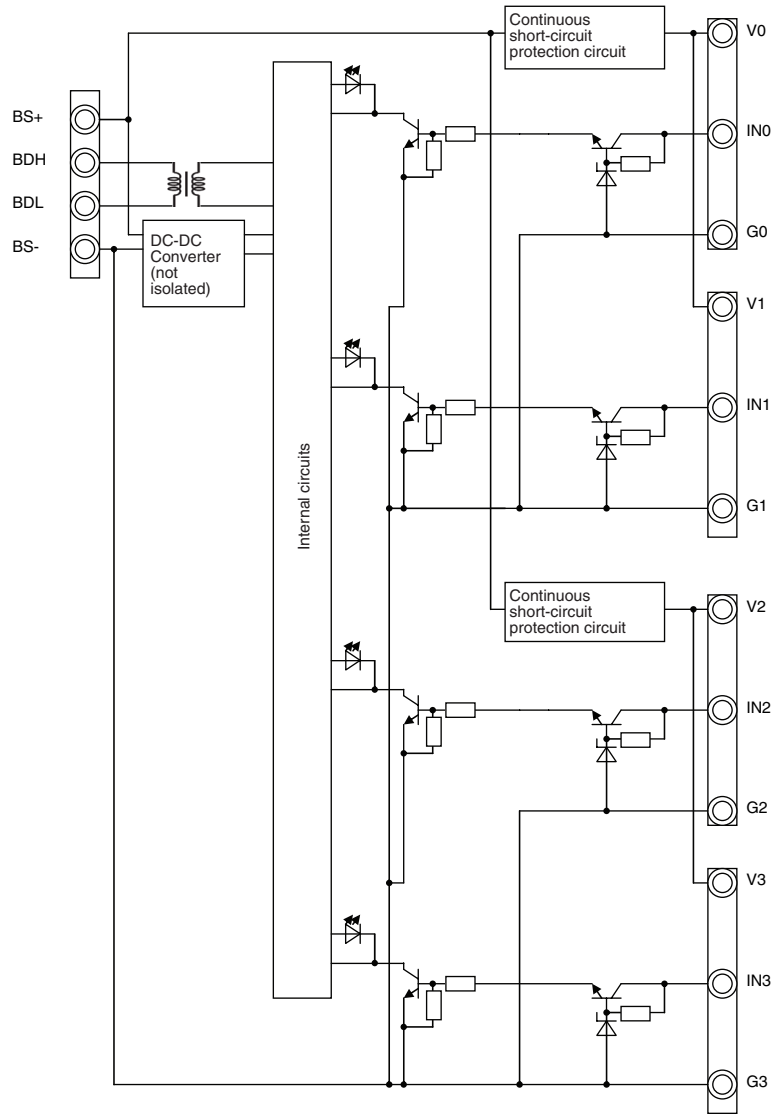 Continuous
short-circuit
protection circuit
V0
BS+
BDH
BDL
BS-
IN0
DC-DC
Converter
(not
isolated)
G0
V1
IN1
Internal circuits
G1
Continuous
short-circuit
protection circuit
V2
IN2
G2
V3
IN3
G3